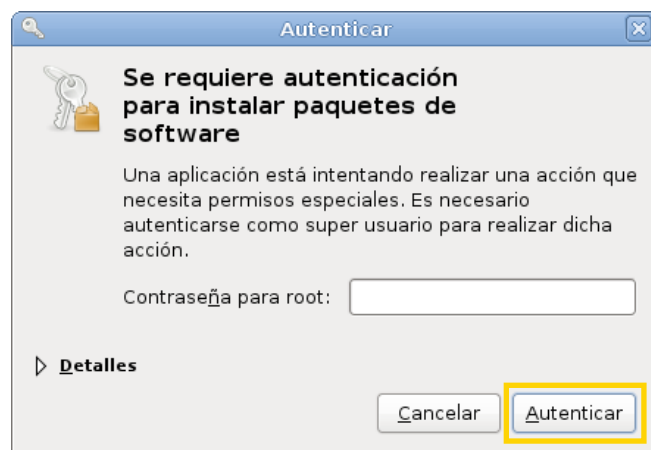 Autenticar
Se requiere autenticación
para instalar paquetes de
software
Una aplicación está intentando realizar una acción que
necesita permisos especiales. Es necesario
autenticarse como super usuario para realizar dicha
acción.
Contraseña para root:
Detalles
Cancelar Autenticar